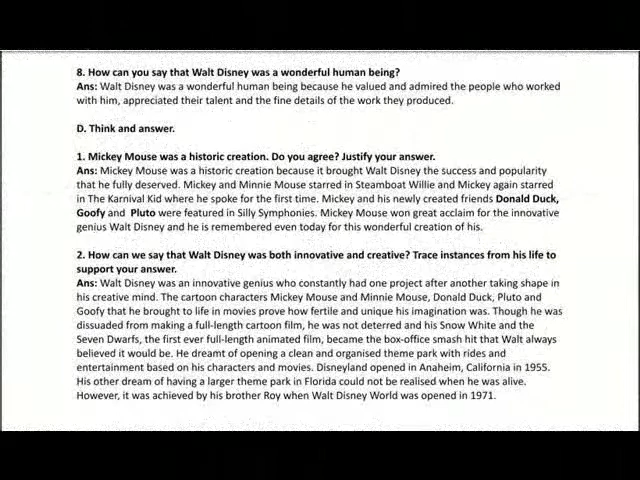 8. How can you say that Walt Disney was a wonderful human being?
Ans: Walt Disney was a wonderful human being because he valued and admired the people who worked
with him, appreciated their talent and the fine details of the work they produced.
D. Think and answer.
1. Mickey Mouse was a historic creation. Do you agree? Justify your answer.
Ans: Mickey Mouse was a historic creation because it brought Walt Disney the success and popularity
that he fully deserved. Mickey and Minnie Mouse starred in Steamboat Willie and Mickey again starred
in The Karnival Kid where he spoke for the first time. Mickey and his newly created friends Donald Duck,
Goofy and Pluto were featured in Silly Symphonies. Mickey Mouse won great acclaim for the innovative
genius Walt Disney and he is remembered even today for this wonderful creation of his.
2. How can we say that Walt Disney was both innovative and creative? Trace instances from his life to
support your answer.
Ans: Walt Disney was an innovative genius who constantly had one project after another taking shape in
his creative mind. The cartoon characters Mickey Mouse and Minnie Mouse, Donald Duck, Pluto and
Goofy that he brought to life in movies prove how fertile and unique his imagination was. Though he was
dissuaded from making a full-length cartoon film, he was not deterred and his Snow White and the
Seven Dwarfs, the first ever full-length animated film, became the box-office smash hit that Walt always
believed it would be. He dreamt of opening a clean and organised theme park with rides and
entertainment based on his characters and movies. Disneyland opened in Anaheim, California in 1955.
His other dream of having a larger theme park in Florida could not be realised when he was alive.
However, it was achieved by his brother Roy when Walt Disney World was opened in 1971.